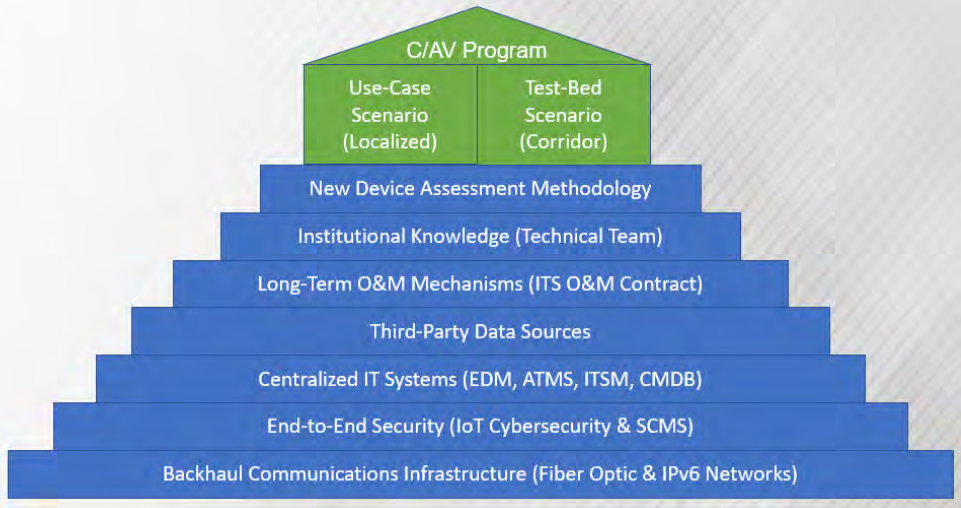 C/AV Program
Use-Case
Scenario
(Localized)
Test-Bed
Scenario
(Corridor)
New Device Assessment Methodology
Institutional Knowledge (Technical Team)
Long-Term O&M Mechanisms (ITS O&M Contract)
Third-Party Data Sources
Centralized IT Systems (EDM, ATMS, ITSM, CMDB)
End-to-End Security (IoT Cybersecurity & SCMS)
Backhaul Communications Infrastructure (Fiber Optic & IPv6 Networks)